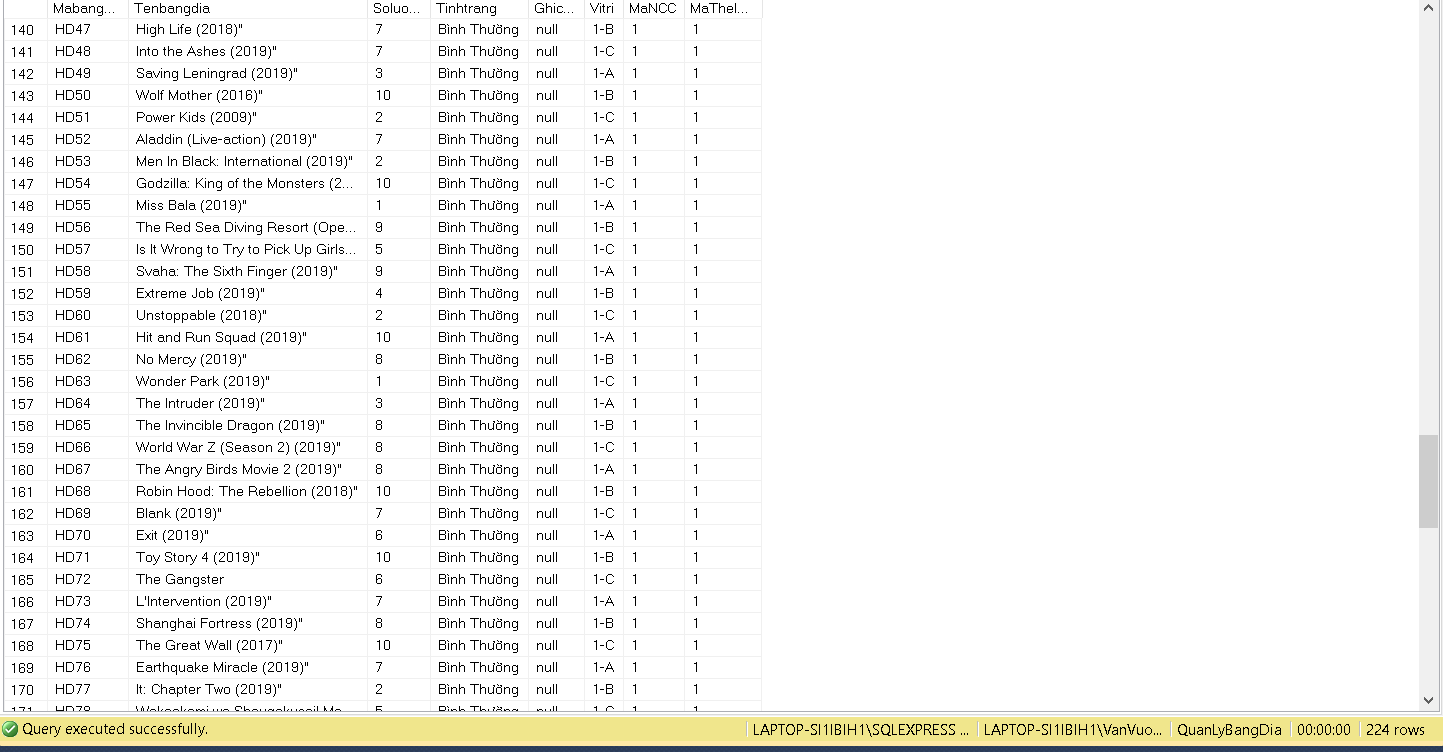 Mabang... Tenbangdia Soluo... Tinhtrang Ghic... Vitri MaNCC MaThel...
140 HD47 High Life (2018)" 7 Bình Thường null 1-B 1 1
141 HD48 Into the Ashes (2019)" 7 Bình Thường null 1-C 1 1
142 HD49 Saving Leningrad (2019)" 3 Bình Thường null 1-A 1 1
143 HD50 Wolf Mother (2016)" 10 Bình Thường null 1-B 1 1
144 HD51 Power Kids (2009)" 2 Bình Thường null 1-C 1 1
145 HD52 Aladdin (Live-action) (2019)" 7 Bình Thường null 1-A 1 1
146 HD53 Men In Black: International (2019)" 2 Bình Thường null 1-B 1 1
147 HD54 Godzilla: King of the Monsters (2... 10 Bình Thường null 1-C 1 1
148 HD55 Miss Bala (2019)" 1 Bình Thường null 1-A 1 1
149 HD56 The Red Sea Diving Resort (Ope... 9 Bình Thường null 1-B 1 1
150 HD57 Is It Wrong to Try to Pick Up Girls... 5 Bình Thường null 1-C 1 1
151 HD58 Svaha: The Sixth Finger (2019)" 9 Bình Thường null 1-A 1 1
152 HD59 Extreme Job (2019)" 4 Bình Thường null 1-B 1 1
153 HD60 Unstoppable (2018)" 2 Bình Thường null 1-C 1 1
154 HD61 Hit and Run Squad (2019)" 10 Bình Thường null 1-A 1 1
155 HD62 No Mercy (2019)" 8 Bình Thường null 1-B 1 1
156 HD63 Wonder Park (2019)" 1 Bình Thường null 1-C 1 1
157 HD64 The Intruder (2019)" 3 Bình Thường null 1-A 1 1
158 HD65 The Invincible Dragon (2019)" 8 Bình Thường null 1-B 1 1
159 HD66 World War Z (Season 2) (2019)" 8 Bình Thường null 1-C 1 1
160 HD67 The Angry Birds Movie 2 (2019)" 8 Bình Thường null 1-A 1 1
161 HD68 Robin Hood: The Rebellion (2018)" 10 Bình Thường null 1-B 1 1
162 HD69 Blank (2019)" 7 Bình Thường null 1-C 1 1
163 HD70 Exit (2019)" 6 Bình Thường null 1-A 1 1
164 HD71 Toy Story 4 (2019)" 10 Bình Thường null 1-B 1 1
165 HD72 The Gangster 6 Bình Thường null 1-C 1 1
166 HD73 L'Intervention (2019)" 7 Bình Thường null 1-A 1 1
167 HD74 Shanghai Fortress (2019)" 8 Bình Thường null 1-B 1 1
168 HD75 The Great Wall (2017)" 10 Bình Thường null 1-C 1 1
169 HD76 Earthquake Miracle (2019)" 7 Bình Thường null 1-A 1 1
170 HD77 It: Chapter Two (2019)" 2 Bình Thường null 1-B 1 1
171 HD78 5 Bình Thường null 1-C 1 1
Query executed successfully. LAPTOP-SI1IBIH1\SQLEXPRESS ... LAPTOP-SI1IBIH1\VanVuo... QuanLyBangDia 00:00:00 224 rows